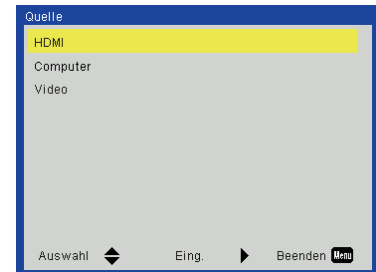 Quelle
HDMI
Computer
Video
Auswahl Eing. Beenden Menu